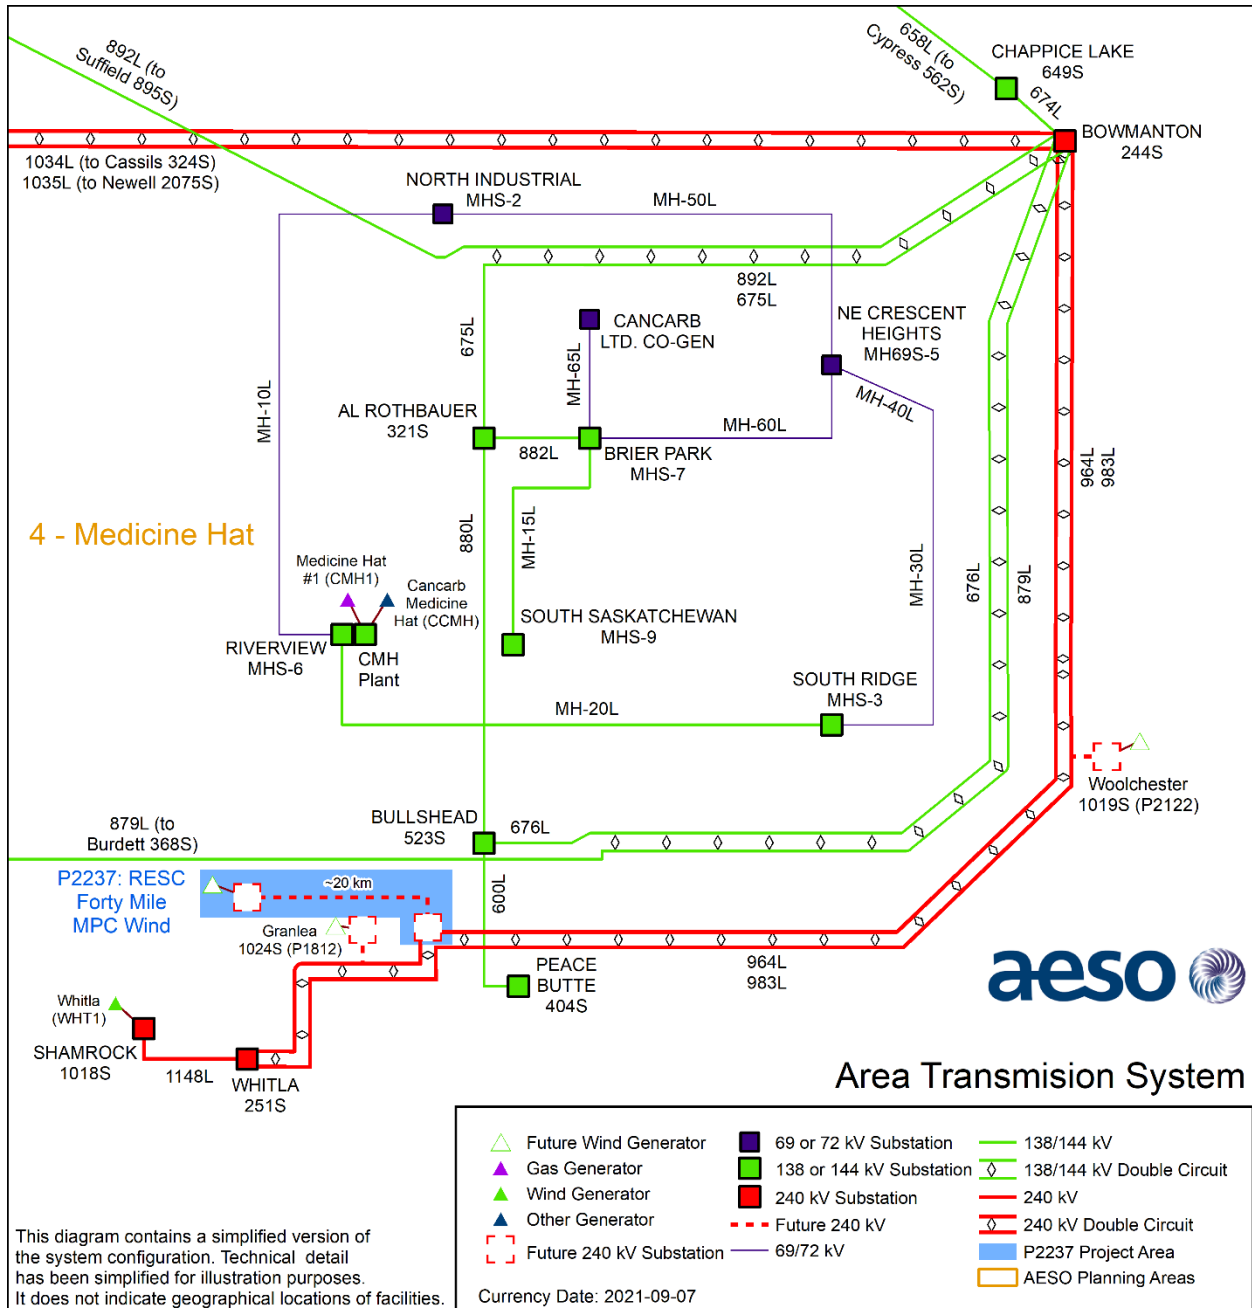 892L (to
Suffield 895S)
658L (to
Cypress 562S)
CHAPPICE LAKE
649S
674L
BOWMANTON
244S
1034L (to Cassils 324S)
1035L (to Newell 2075S)
NORTH INDUSTRIAL
MHS-2
MH-50L
892L
675L
CANCARB
LTD. CO-GEN
NE CRESCENT
HEIGHTS
MH69S-5
675L
MH-65L
MH-10L
MH-40L
AL ROTHBAUER
321S
MH-60L
882L
BRIER PARK
MHS-7
964L
983L
4 - Medicine Hat
880L
MH-15L
MH-30L
676L
879L
Medicine Hat
#1 (CMH1)
Cancarb
Medicine
Hat (CCMH)
SOUTH SASKATCHEWAN
MHS-9
RIVERVIEW
MHS-6
CMH
Plant
SOUTH RIDGE
MHS-3
MH-20L
Woolchester
1019S (P2122)
BULLSHEAD
523S
676L
879L (to
Burdett 368S)
P2237: RESC
Forty Mile
MPC Wind
~20 km
600L
Granlea
1024S (P1812)
964L
983L
PEACE
BUTTE
404S
aeso
Whitla
(WHT1)
SHAMROCK
1018S
1148L
WHITLA
251S
Area Transmision System
Future Wind Generator
Gas Generator
Wind Generator
Other Generator
Future 240 kV Substation
69 or 72 kV Substation
138 or 144 kV Substation
240 kV Substation
Future 240 kV
69/72 kV
138/144 kV
138/144 kV Double Circuit
240 kV
240 kV Double Circuit
P2237 Project Area
AESO Planning Areas
Currency Date: 2021-09-07
This diagram contains a simplified version of
the system configuration. Technical detail
has been simplified for illustration purposes.
It does not indicate geographical locations of facilities.